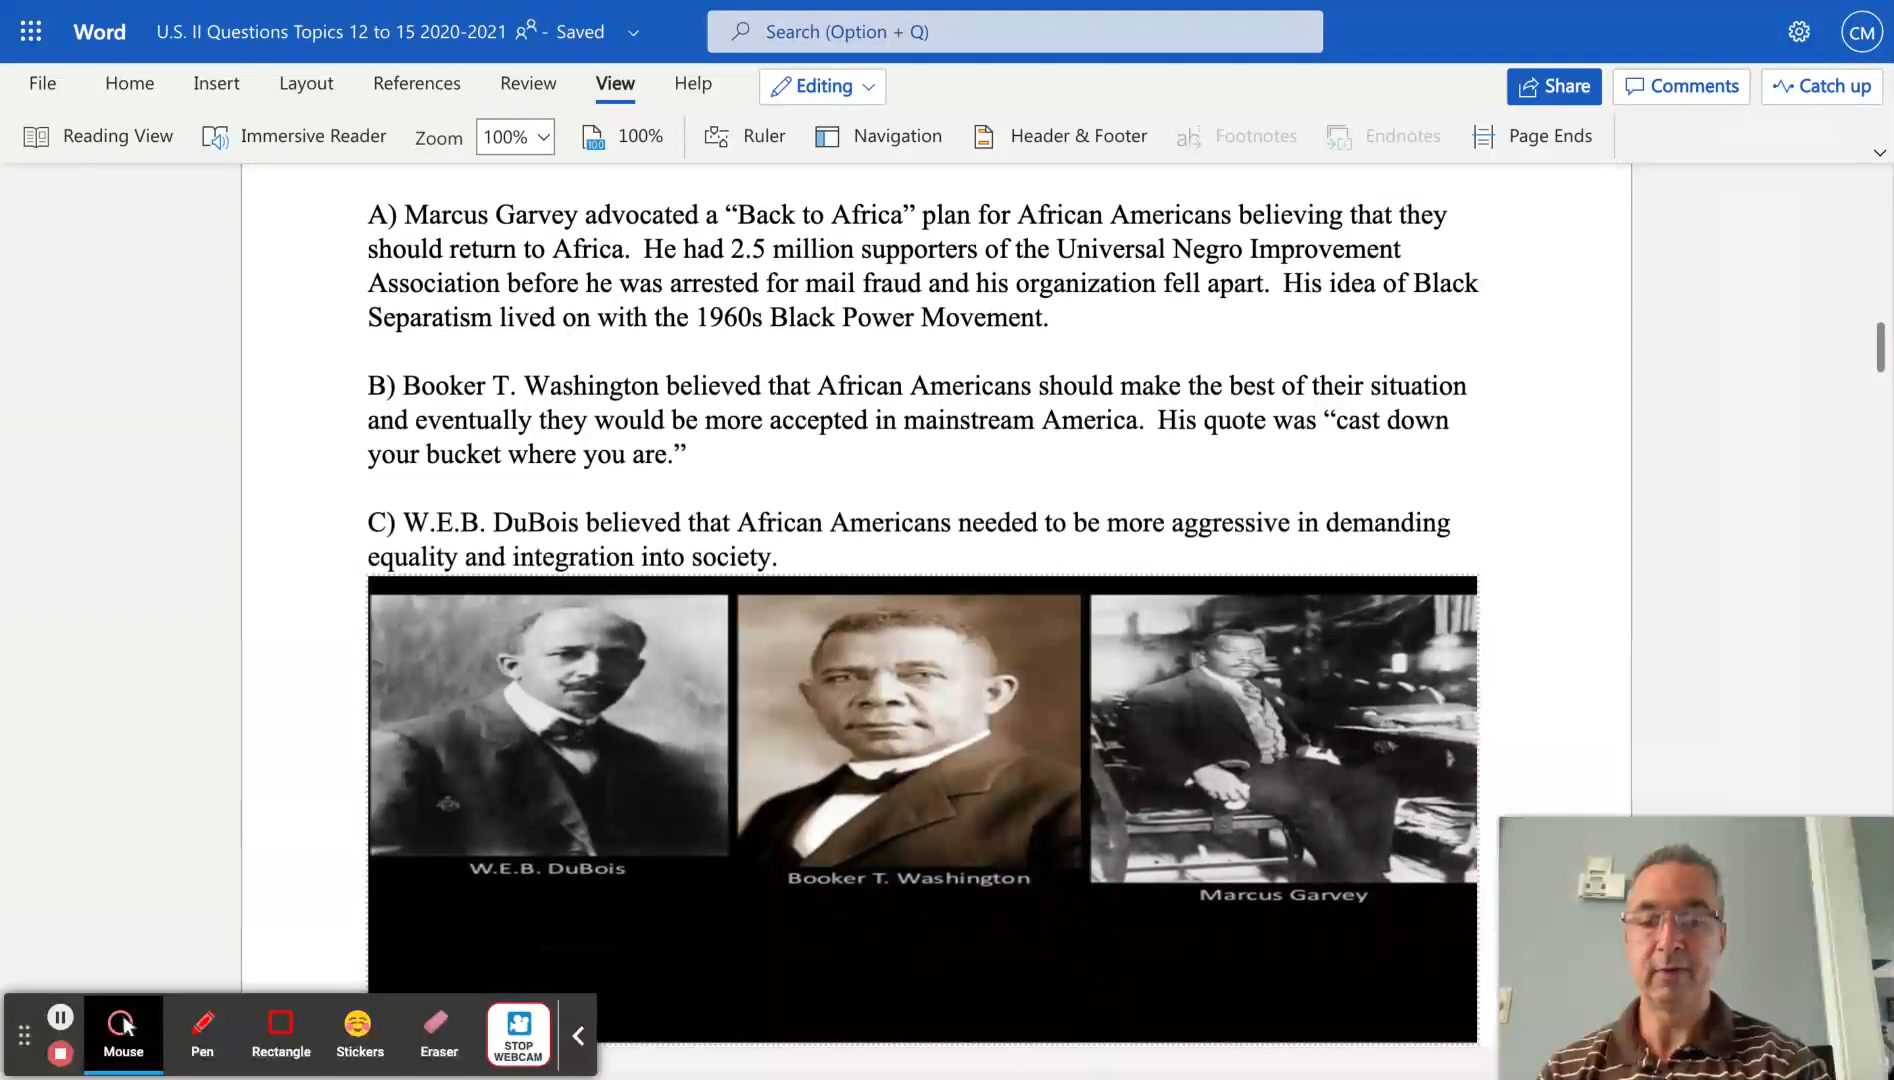 Word
U.S. II Questions Topics 12 to 15 2020-2021 - Saved
Search (Option + Q)
CM
File Home Insert Layout References Review View Help Editing Share Comments Catch up
Reading View Immersive Reader Zoom 100% 100% Ruler Navigation Header & Footer ab Footnotes Endnotes Page Ends
A) Marcus Garvey advocated a “Back to Africa” plan for African Americans believing that they
should return to Africa.  He had 2.5 million supporters of the Universal Negro Improvement
Association before he was arrested for mail fraud and his organization fell apart.  His idea of Black
Separatism lived on with the 1960s Black Power Movement.
B) Booker T. Washington believed that African Americans should make the best of their situation
and eventually they would be more accepted in mainstream America.  His quote was “cast down
your bucket where you are.”
C) W.E.B. DuBois believed that African Americans needed to be more aggressive in demanding
equality and integration into society.
W.E.B. DuBois
Booker T. Washington
Marcus Garvey
Mouse Pen Rectangle Stickers Eraser STOP
WEBCAM